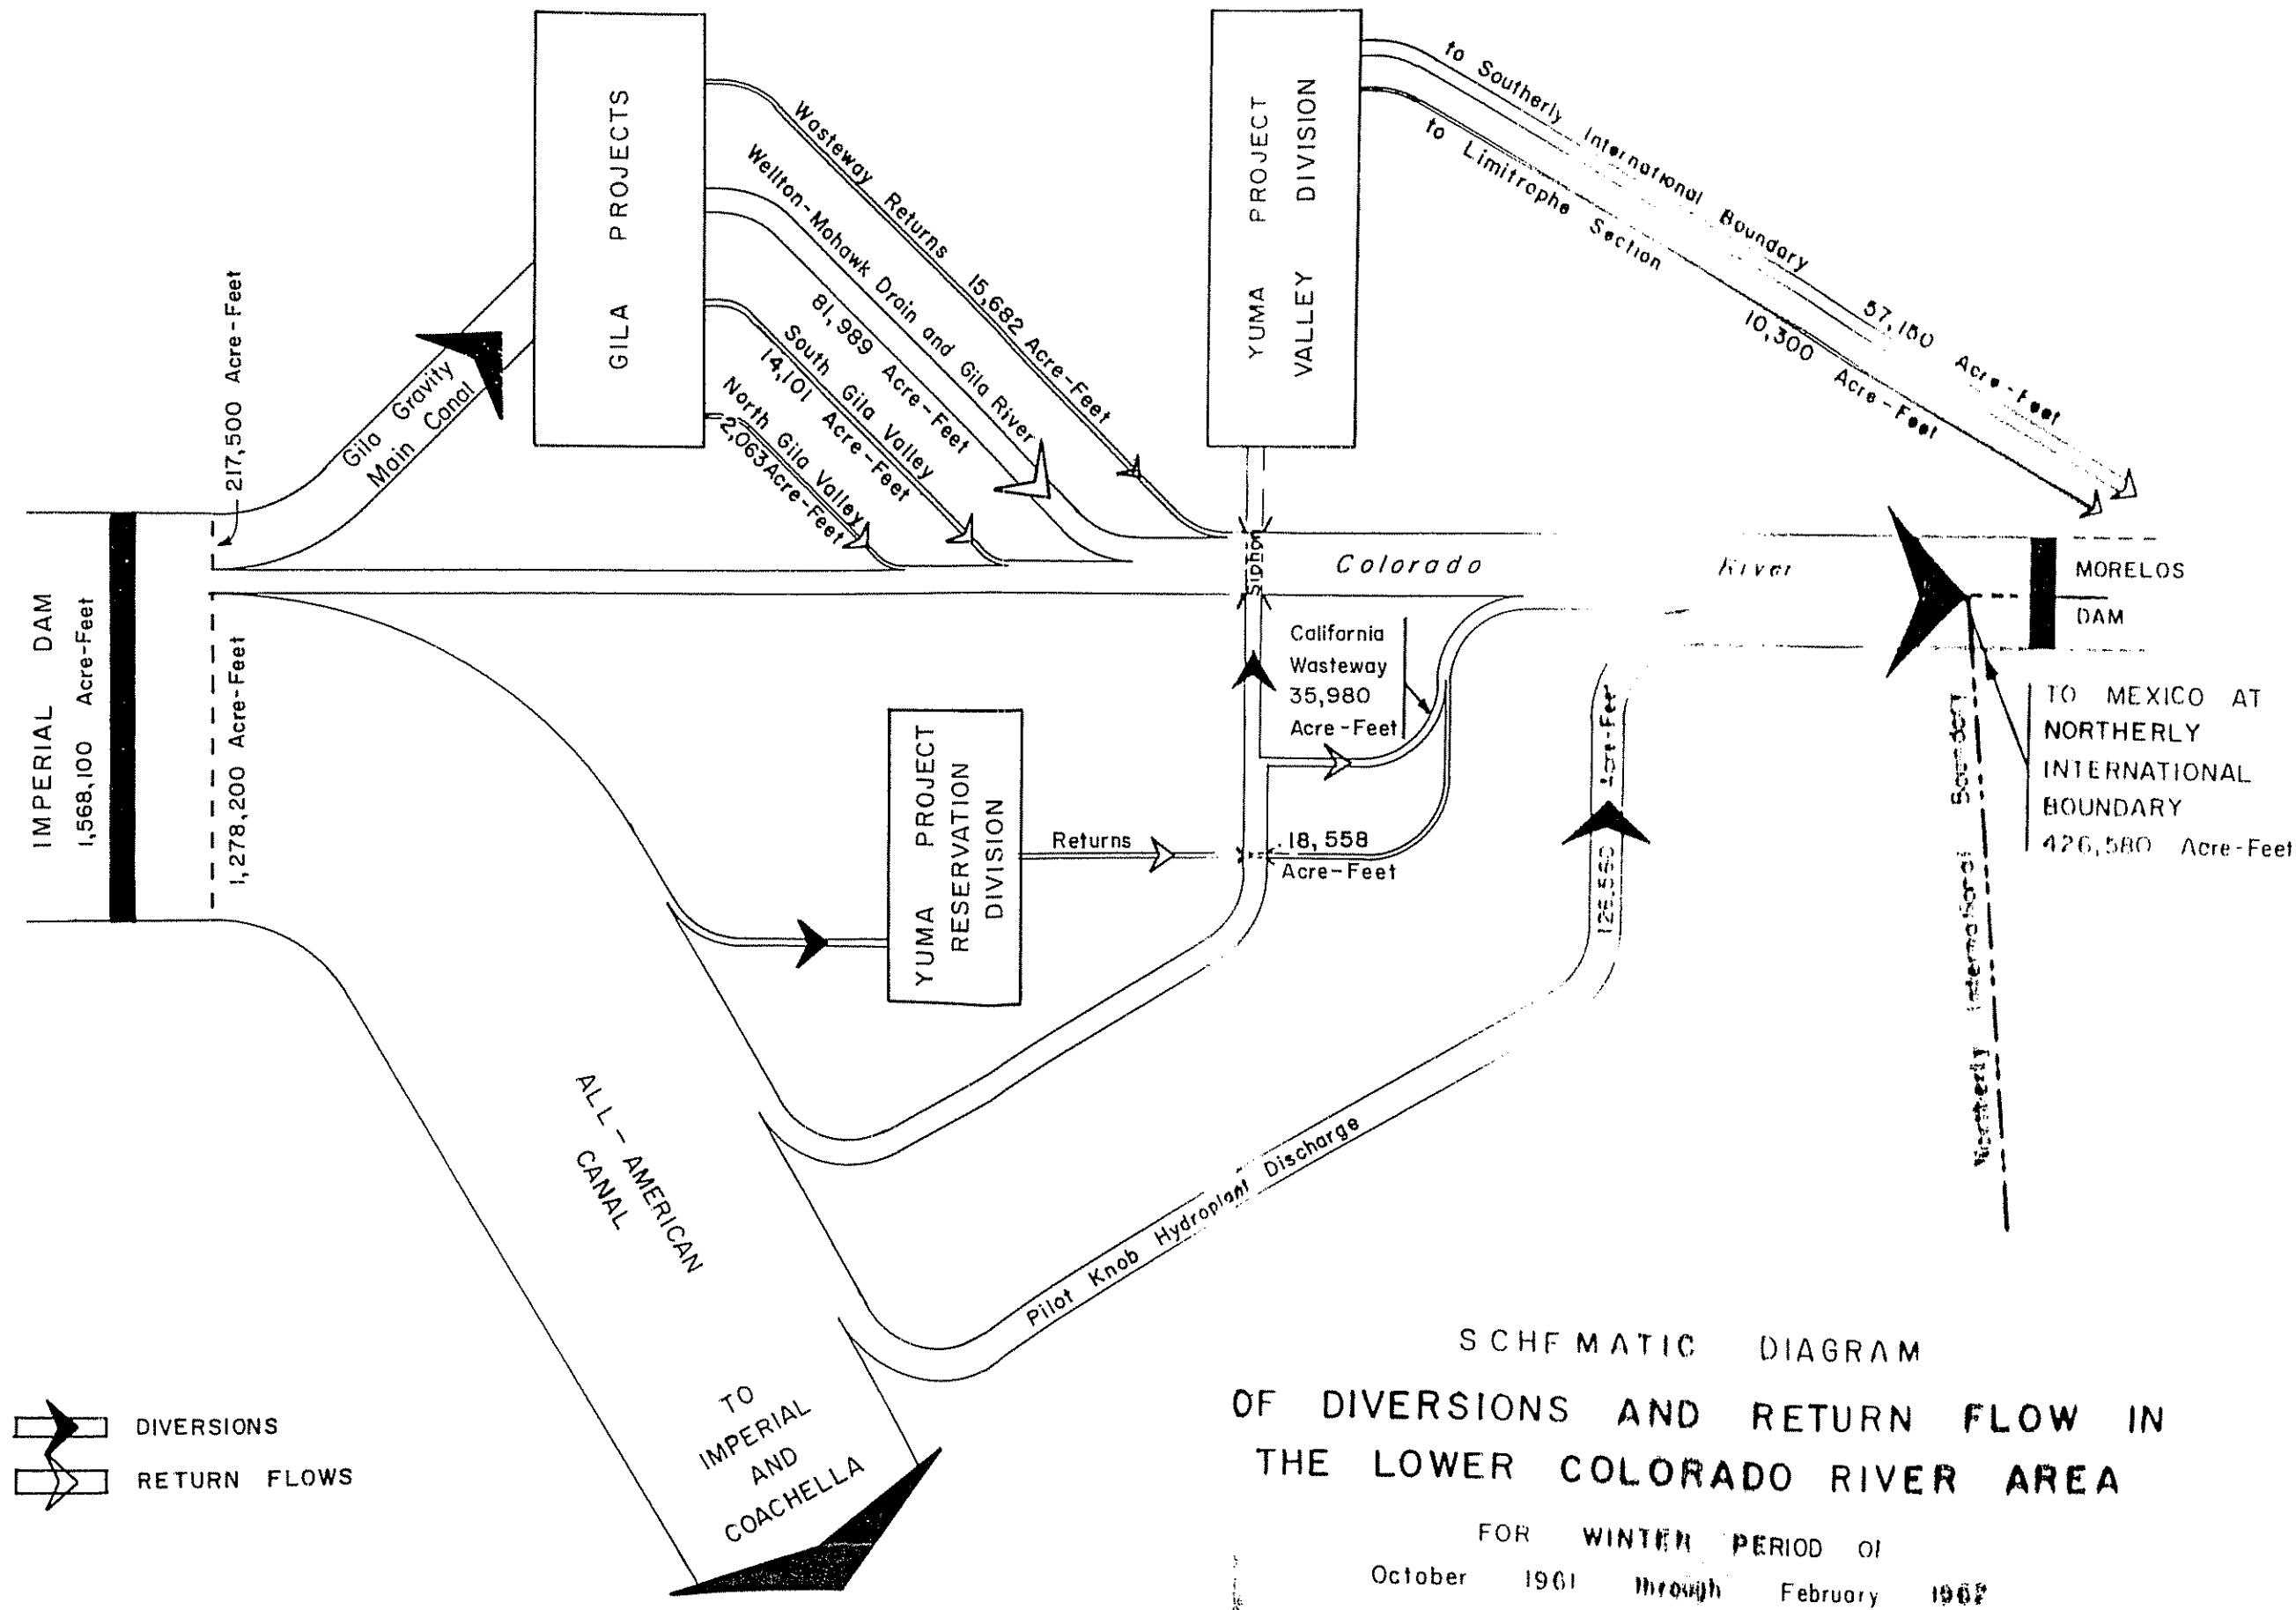 GILA PROJECTS
YUMA PROJECT
VALLEY DIVISION
to Southerly International Boundary 57,150 Acre-Feet
to Limitrophe Section 10,300 Acre-Feet
Wasteway Returns 15,682 Acre-Feet
Wellton-Mohawk Drain and Gila River
81,989 Acre-Feet
South Gila Valley
14,101 Acre-Feet
North Gila Valley
2,063 Acre-Feet
217,500 Acre-Feet
Gila Gravity
Main Canal
IMPERIAL DAM
1,568,100 Acre-Feet
1,278,200 Acre-Feet
Siphon
Colorado River
MORELOS
DAM
California
Wasteway
35,980
Acre-Feet
YUMA PROJECT
RESERVATION
DIVISION
Returns
18,558
Acre-Feet
Acre-Feet
Northerly International Boundary
TO MEXICO AT
NORTHERLY
INTERNATIONAL
BOUNDARY
426,580 Acre-Feet
ALL-AMERICAN
CANAL
Pilot Knob Hydroplant Discharge
TO
IMPERIAL
AND
COACHELLA
DIVERSIONS
RETURN FLOWS
SCHEMATIC DIAGRAM
OF DIVERSIONS AND RETURN FLOW IN
THE LOWER COLORADO RIVER AREA
FOR WINTER PERIOD OF
October 1961 through February 1962